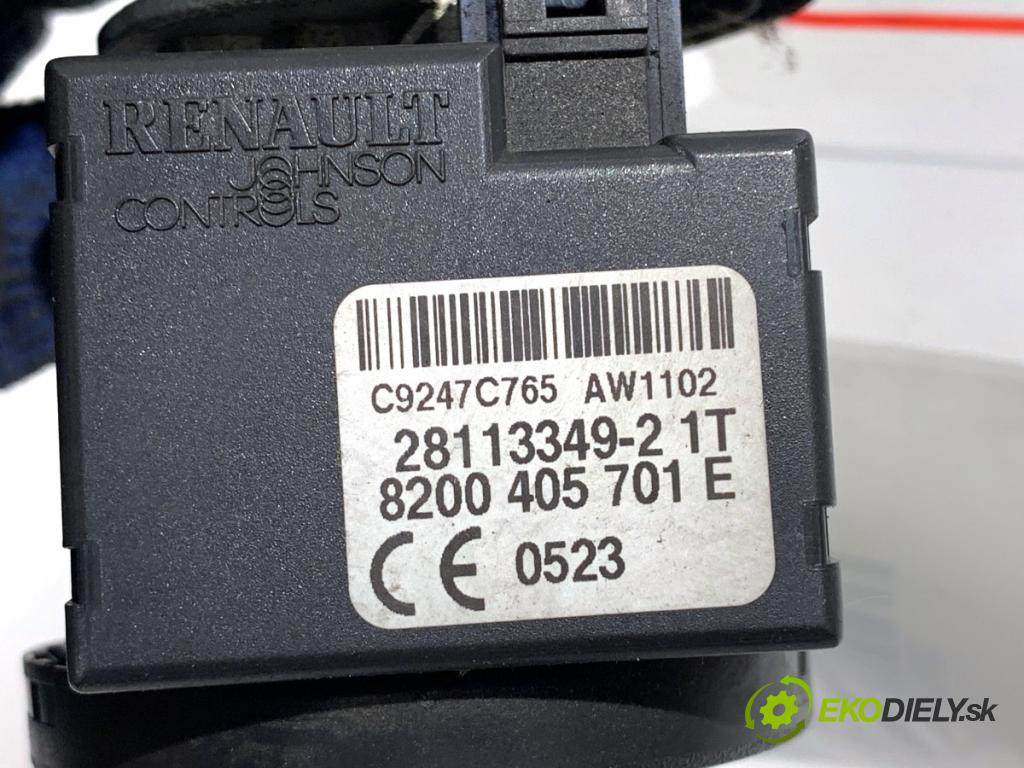 RENAULT
JOHNSON
CONTROLS
C9247C765 AW1102
28113349-2 1T
8200 405 701 E
CE 0523
EKODIELY.sk